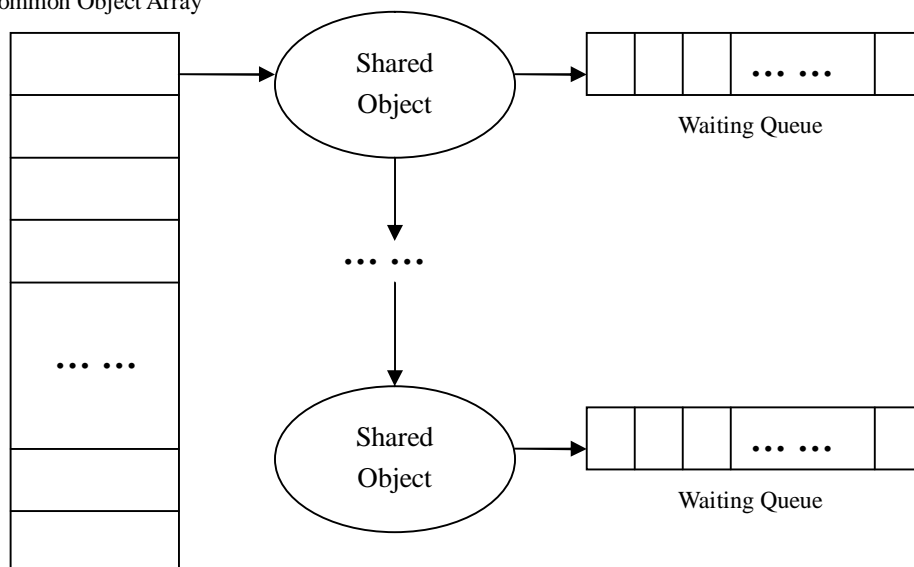 ommon Object Array
Shared
Object
... ...
Waiting Queue
... ...
... ...
Shared
Object
... ...
Waiting Queue